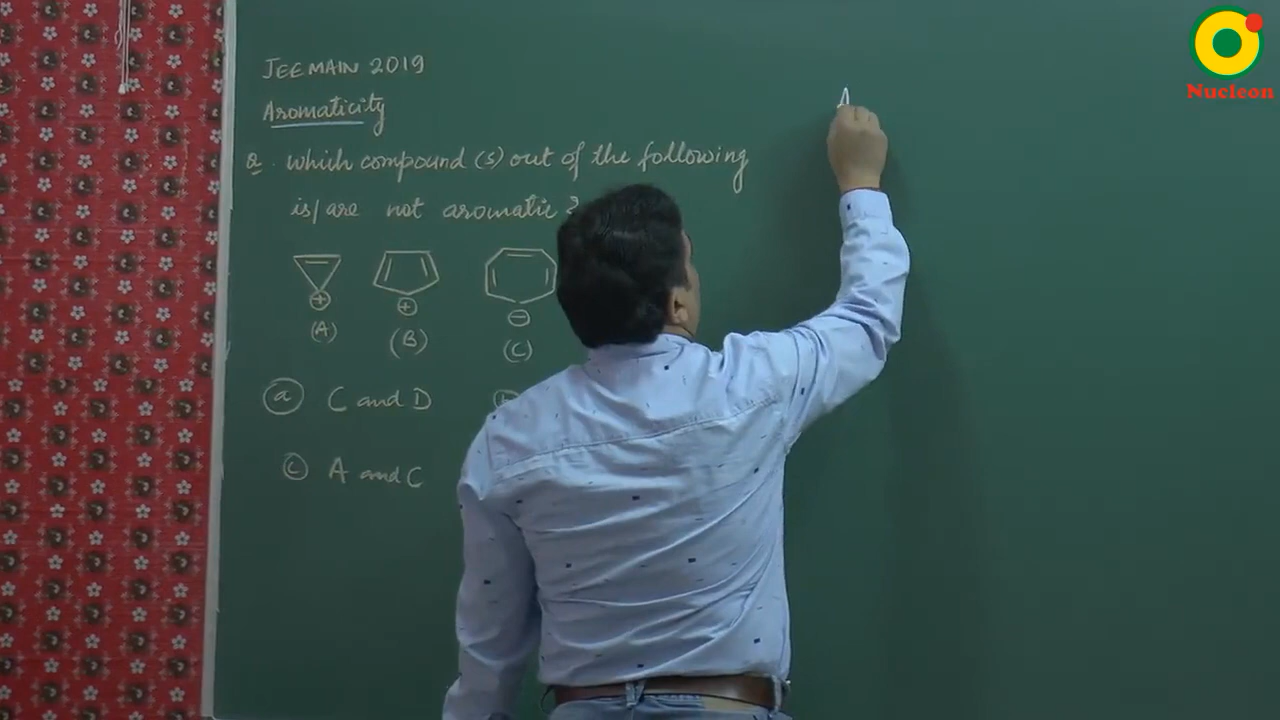 JEE MAIN 2019
Aromaticity
Q. which compound (s) out of the following
is/are not aromatic ?
(A) (B) (C)
a C and D
c A and C
A
Nucleon